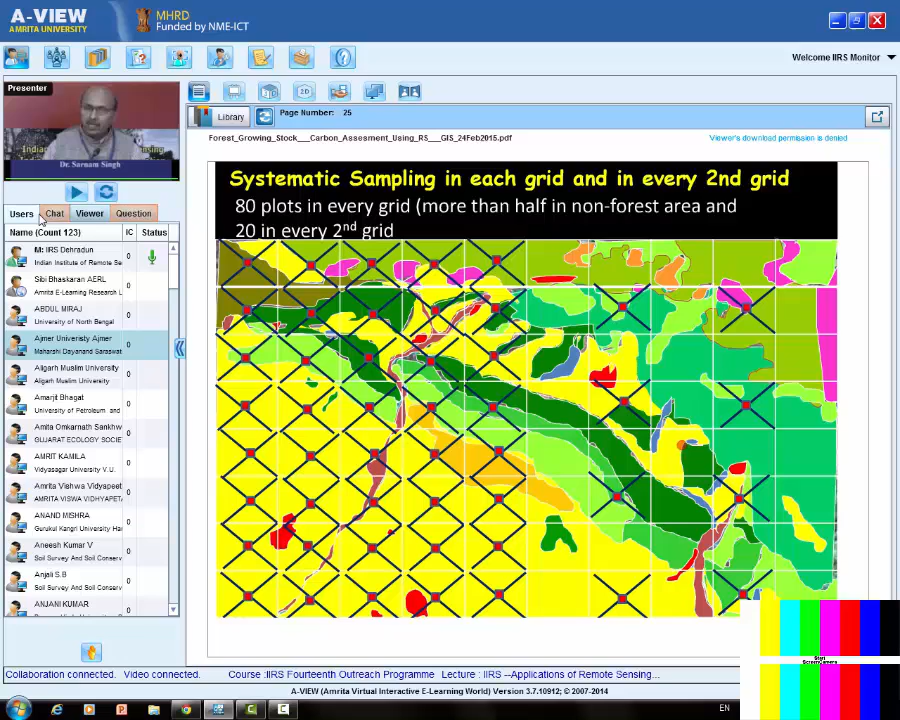 A-VIEW
AMRITA UNIVERSITY
MHRD
Funded by NME-ICT
Welcome IIRS Monitor
Presenter
Dr. Sarnam Singh
Library
Page Number: 25
Forest_Growing_Stock___Carbon_Assesment_Using_RS___GIS_24Feb2015.pdf
Viewer's download permission is denied
Users
Chat
Viewer
Question
Name (Count 123)
IC
Status
M: IIRS Dehradun
Indian Institute of Remote Se
0
Sibi Bhaskaran AERL
Amrita E-Learning Research L
0
ABDUL MIRAJ
University of North Bengal
0
Ajmer Univeristy Ajmer
Maharshi Dayanand Saraswat
0
Aligarh Muslim University
Aligarh Muslim University
0
Amarjit Bhagat
University of Petroleum and
0
Amita Omkarnath Sankhw
GUJARAT ECOLOGY SOCIE
0
AMRIT KAMILA
Vidyasagar University V.U.
0
Amrita Vishwa Vidyapeet
AMRITA VISWA VIDHYAPETA
0
ANAND MISHRA
Gurukul Kangri University Har
0
Aneesh Kumar V
Soil Survey And Soil Conserv
0
Anjali S.B
Soil Survey And Soil Conserv
0
ANJANI KUMAR
0
Systematic Sampling in each grid and in every 2nd grid
80 plots in every grid (more than half in non-forest area and
20 in every 2nd grid
Start
ScreenCamera
Collaboration connected. Video connected.
Course :IIRS Fourteenth Outreach Programme
Lecture : IIRS --Applications of Remote Sensing...
A-VIEW (Amrita Virtual Interactive E-Learning World) Version 3.7.10912; © 2007-2014
EN